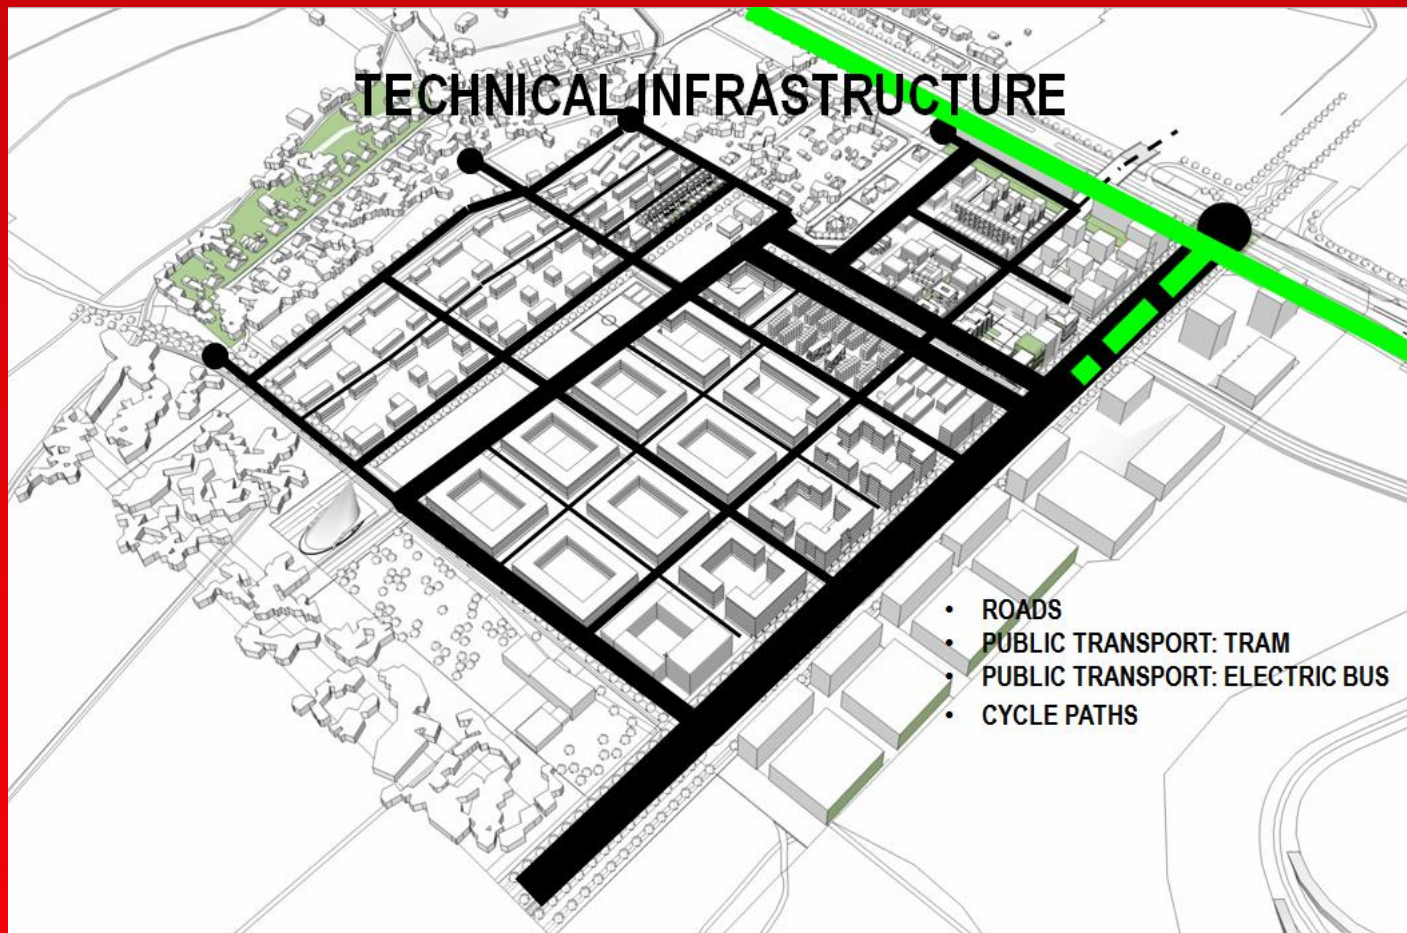 TECHNICAL INFRASTRUCTURE
• ROADS
• PUBLIC TRANSPORT: TRAM
• PUBLIC TRANSPORT: ELECTRIC BUS
• CYCLE PATHS